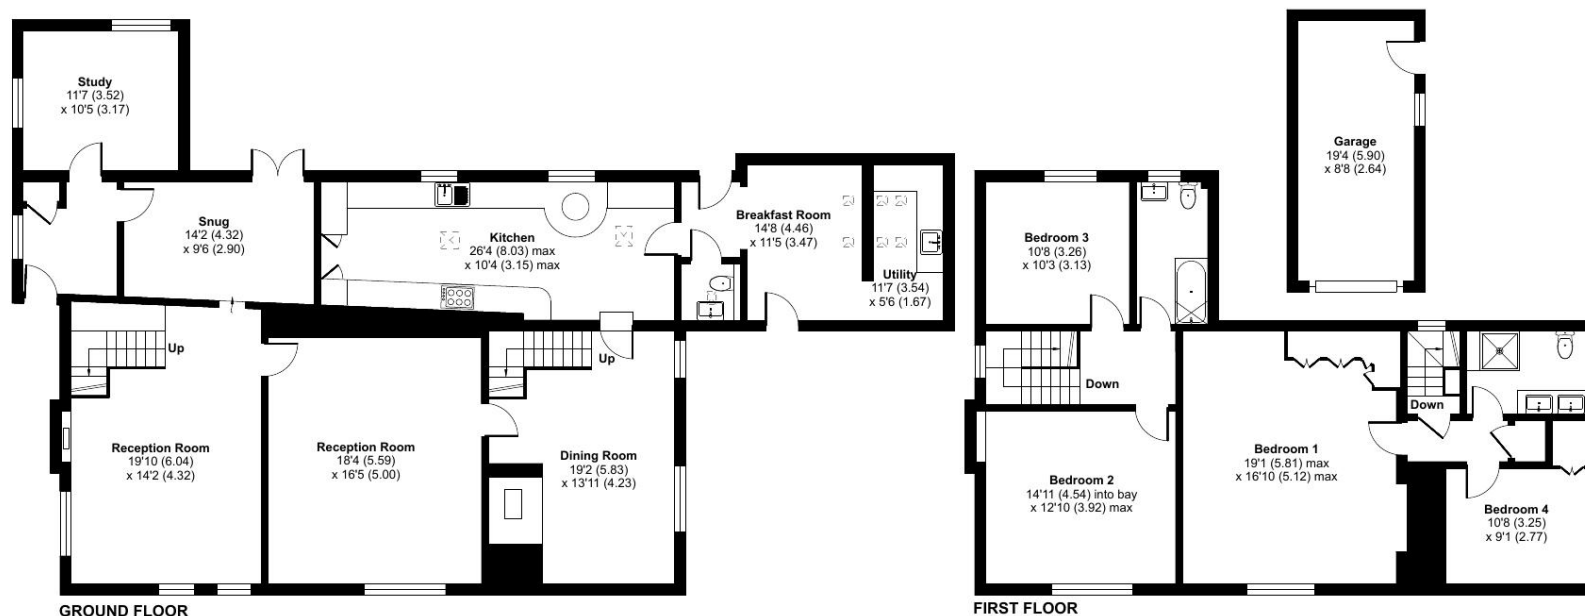 Study
11'7 (3.52)
x 10'5 (3.17)
Snug
14'2 (4.32)
x 9'6 (2.90)
Kitchen
26'4 (8.03) max
x 10'4 (3.15) max
Breakfast Room
14'8 (4.46)
x 11'5 (3.47)
Utility
11'7 (3.54)
x 5'6 (1.67)
Up
Reception Room
19'10 (6.04)
x 14'2 (4.32)
Reception Room
18'4 (5.59)
x 16'5 (5.00)
Up
Dining Room
19'2 (5.83)
x 13'11 (4.23)
GROUND FLOOR
Garage
19'4 (5.90)
x 8'8 (2.64)
Bedroom 3
10'8 (3.26)
x 10'3 (3.13)
Down
Bedroom 2
14'11 (4.54) into bay
x 12'10 (3.92) max
Bedroom 1
19'1 (5.81) max
x 16'10 (5.12) max
Down
Bedroom 4
10'8 (3.25)
x 9'1 (2.77)
FIRST FLOOR